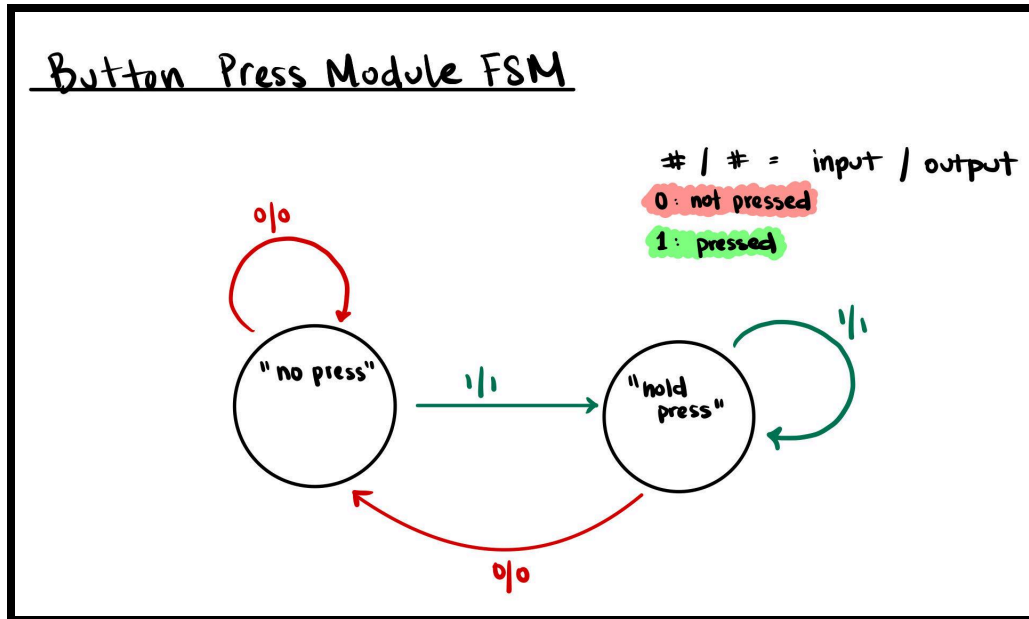 Button Press Module FSM
# / # = input / output
0: not pressed
1: pressed
0/0
1/1
"no press"
1/1
"hold
press"
0/0